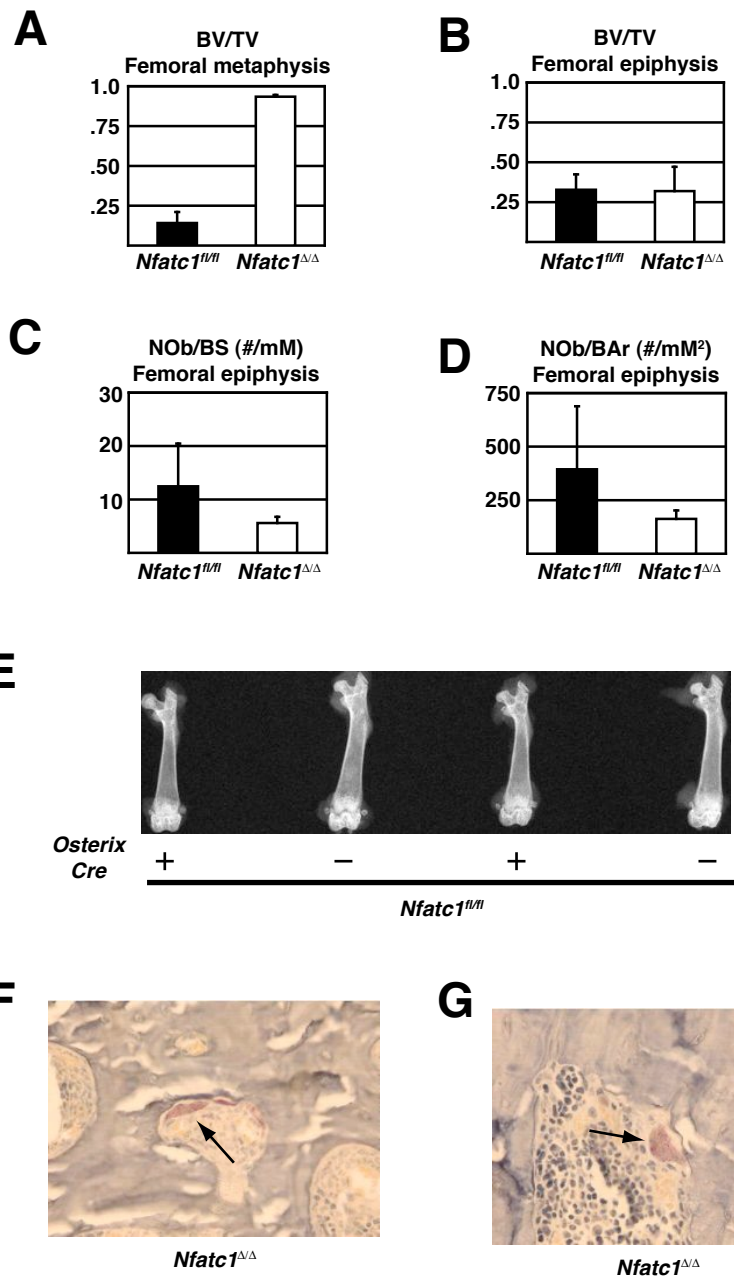 A
BV/TV
Femoral metaphysis
1.0
.75
.50
.25
Nfatc1fl/fl Nfatc1Δ/Δ
B
BV/TV
Femoral epiphysis
1.0
.75
.50
.25
Nfatc1fl/fl Nfatc1Δ/Δ
C
NOb/BS (#/mM)
Femoral epiphysis
30
20
10
Nfatc1fl/fl Nfatc1Δ/Δ
D
NOb/BAr (#/mM²)
Femoral epiphysis
750
500
250
Nfatc1fl/fl Nfatc1Δ/Δ
E
Osterix
Cre
+ − + −
Nfatc1fl/fl
F
Nfatc1Δ/Δ
G
Nfatc1Δ/Δ